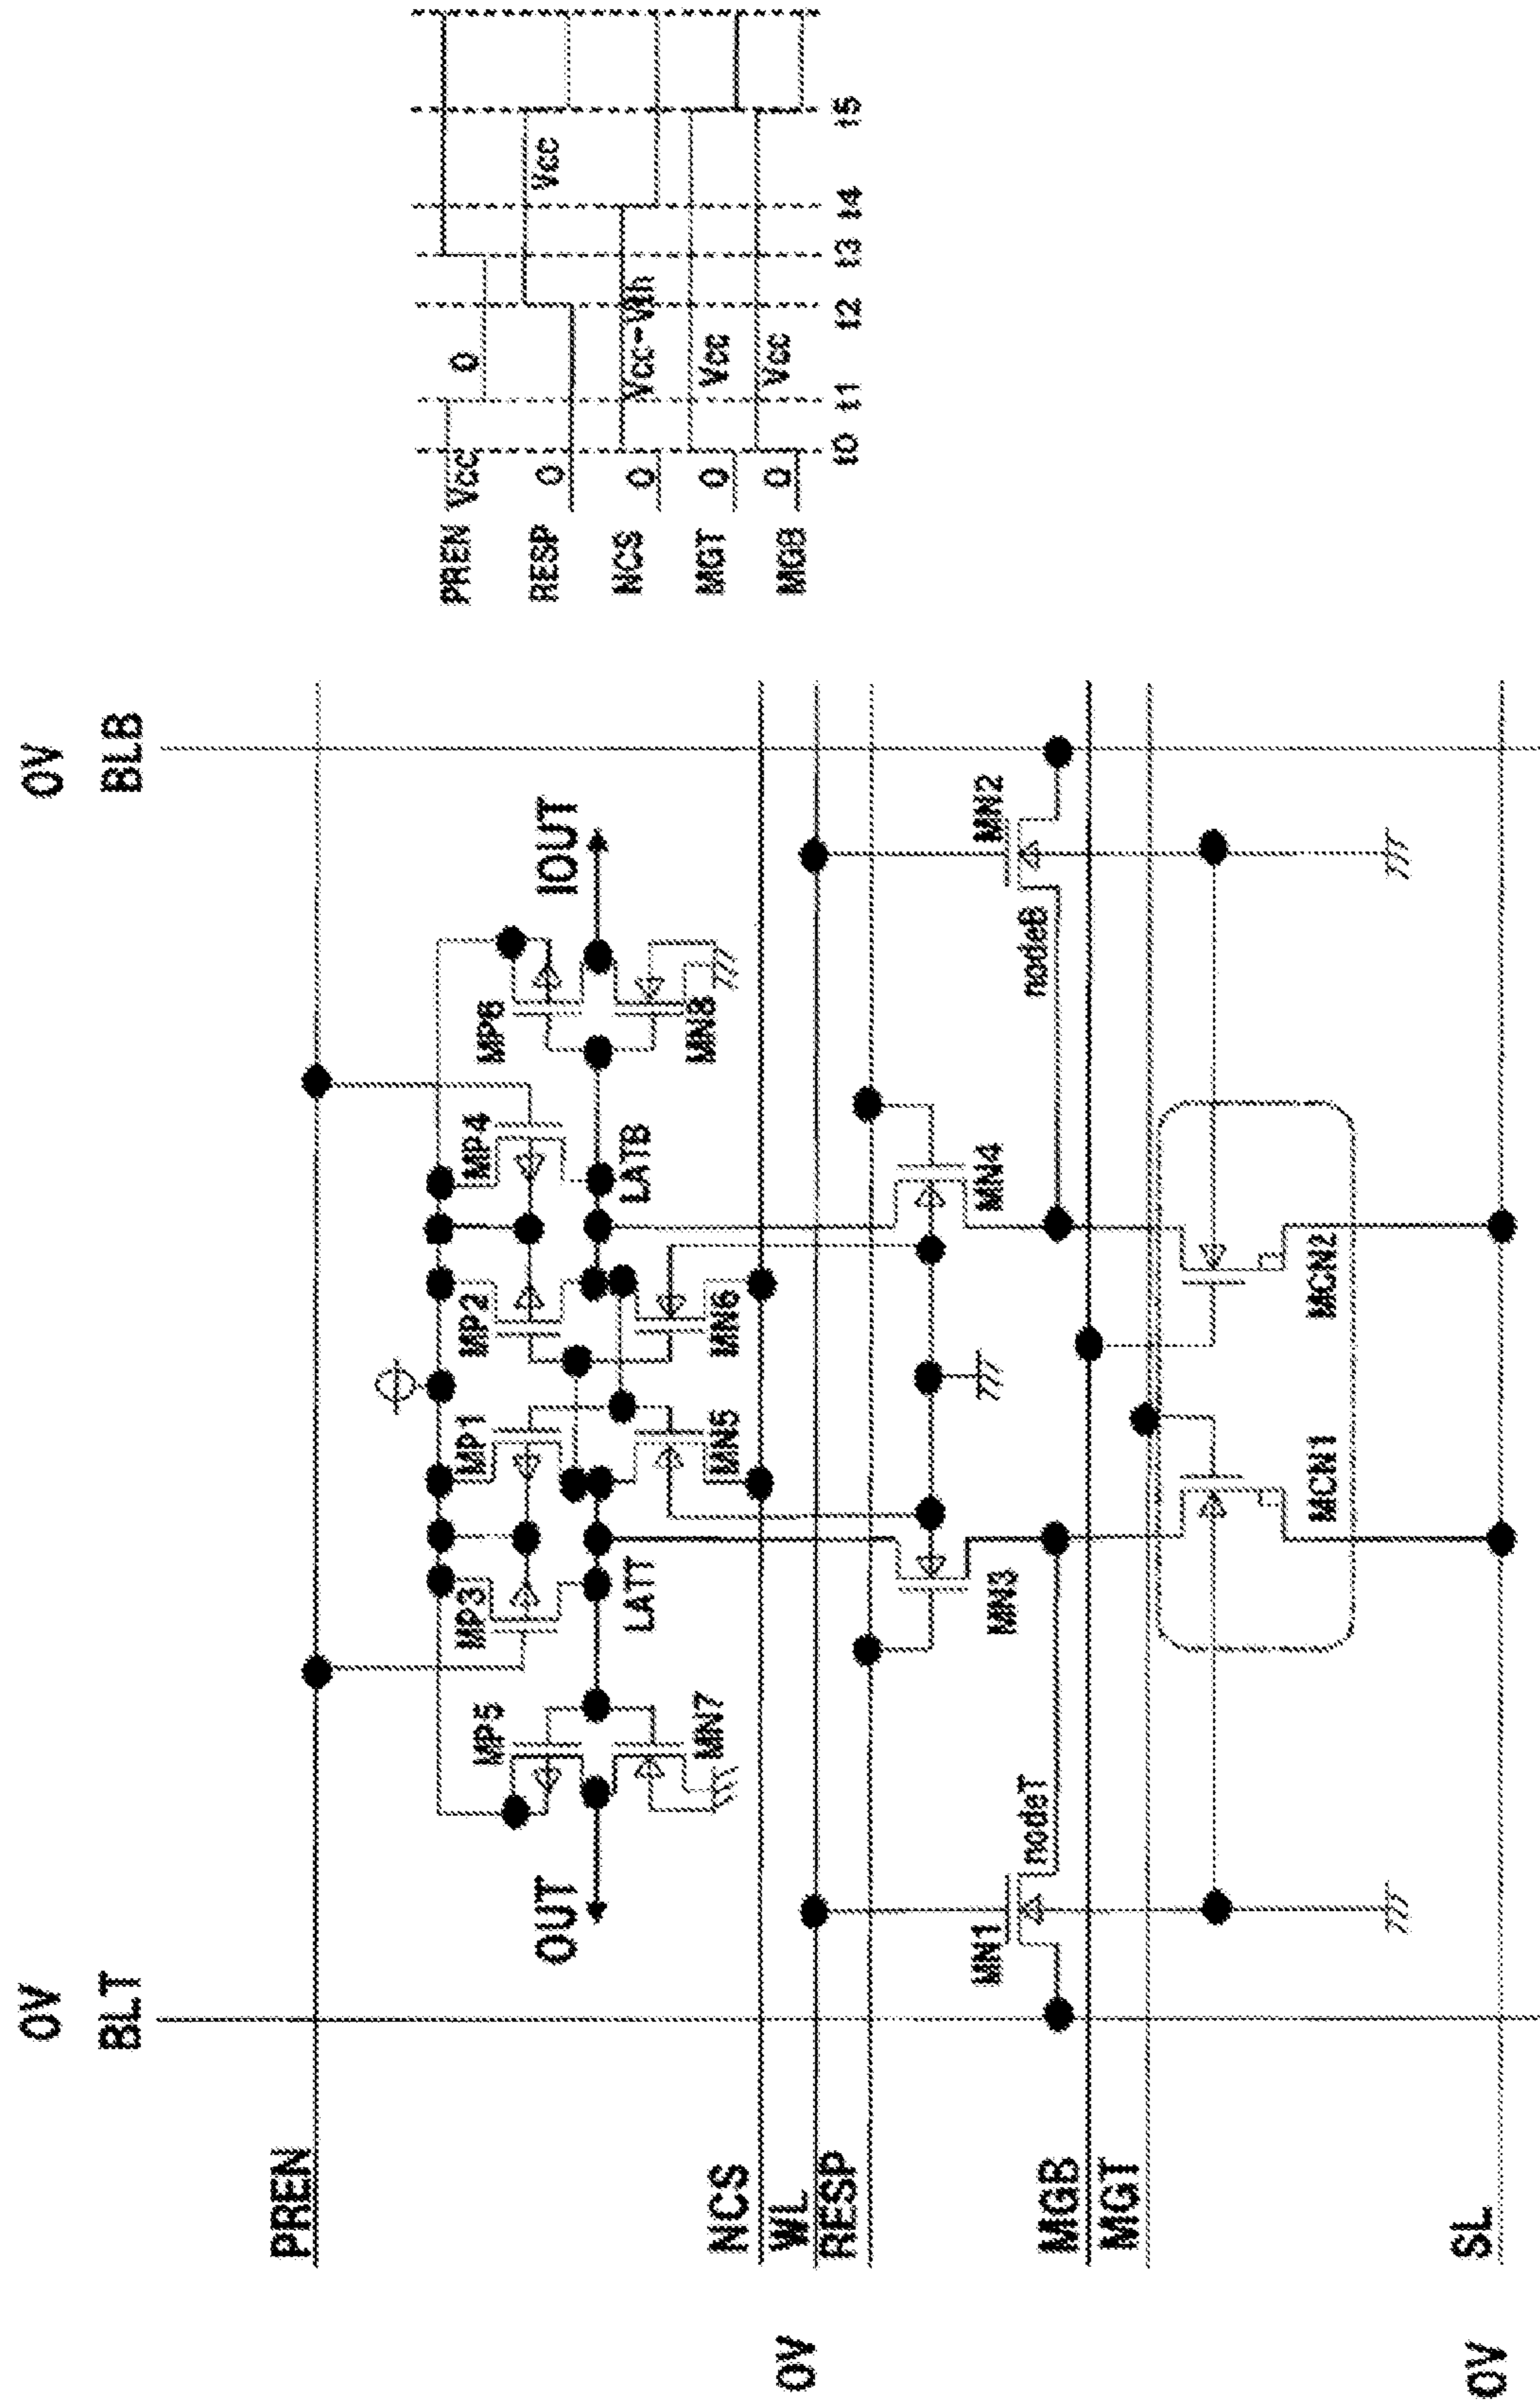 0V 0V
BLT BLB
PREN
MP5 MP3 MP1 MP2 MP4 MP6
OUT IOUT
LATT LATB
MN7 MN5 MN6 MN8
NCS
0V WL
RESP
MN1 MN3 MN4 MN2
nodeT nodeB
MGB
MGT
MCN1 MCN2
0V SL
PREN Vcc 0
RESP 0 Vcc
NCS 0 Vcc-Vth
MGT 0 Vcc
MGB 0 Vcc
t0 t1 t2 t3 t4 t5